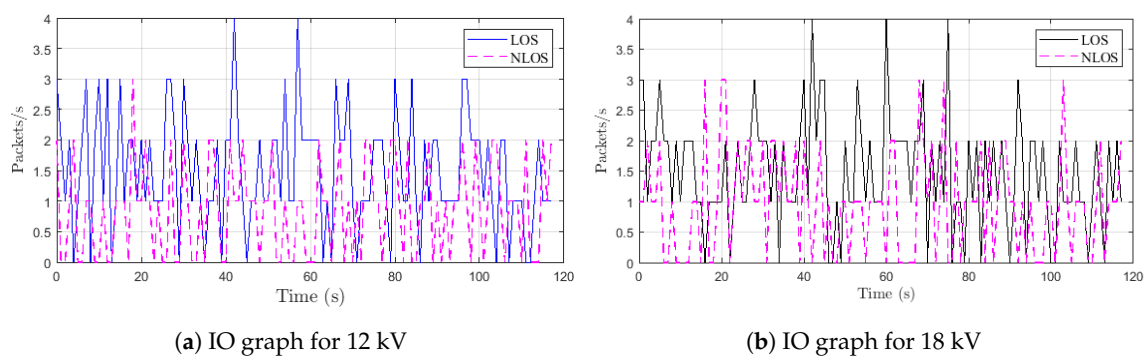 4
3.5
3
2.5
2
1.5
1
0.5
0
Packets/s
0 20 40 60 80 100 120
Time (s)
LOS
NLOS
(a) IO graph for 12 kV
4
3.5
3
2.5
2
1.5
1
0.5
0
Packets/s
0 20 40 60 80 100 120
Time (s)
LOS
NLOS
(b) IO graph for 18 kV